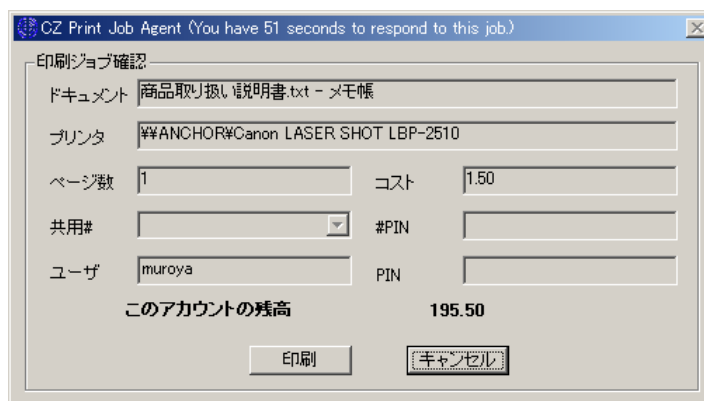 CZ Print Job Agent (You have 51 seconds to respond to this job.)
印刷ジョブ確認
ドキュメント 商品取り扱い説明書.txt - メモ帳
プリンタ ¥¥ANCHOR¥Canon LASER SHOT LBP-2510
ページ数 1 コスト 1.50
共用# #PIN
ユーザ muroya PIN
このアカウントの残高 195.50
印刷 キャンセル